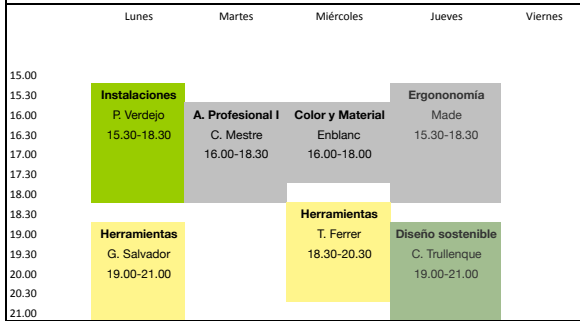 Lunes Martes Miércoles Jueves Viernes
15.00
15.30 Instalaciones Ergononomía
16.00 P. Verdejo A. Profesional I Color y Material Made
16.30 15.30-18.30 C. Mestre Enblanc 15.30-18.30
17.00 16.00-18.30 16.00-18.00
17.30
18.00
18.30 Herramientas
19.00 Herramientas T. Ferrer Diseño sostenible
19.30 G. Salvador 18.30-20.30 C. Trullenque
20.00 19.00-21.00 19.00-21.00
20.30
21.00